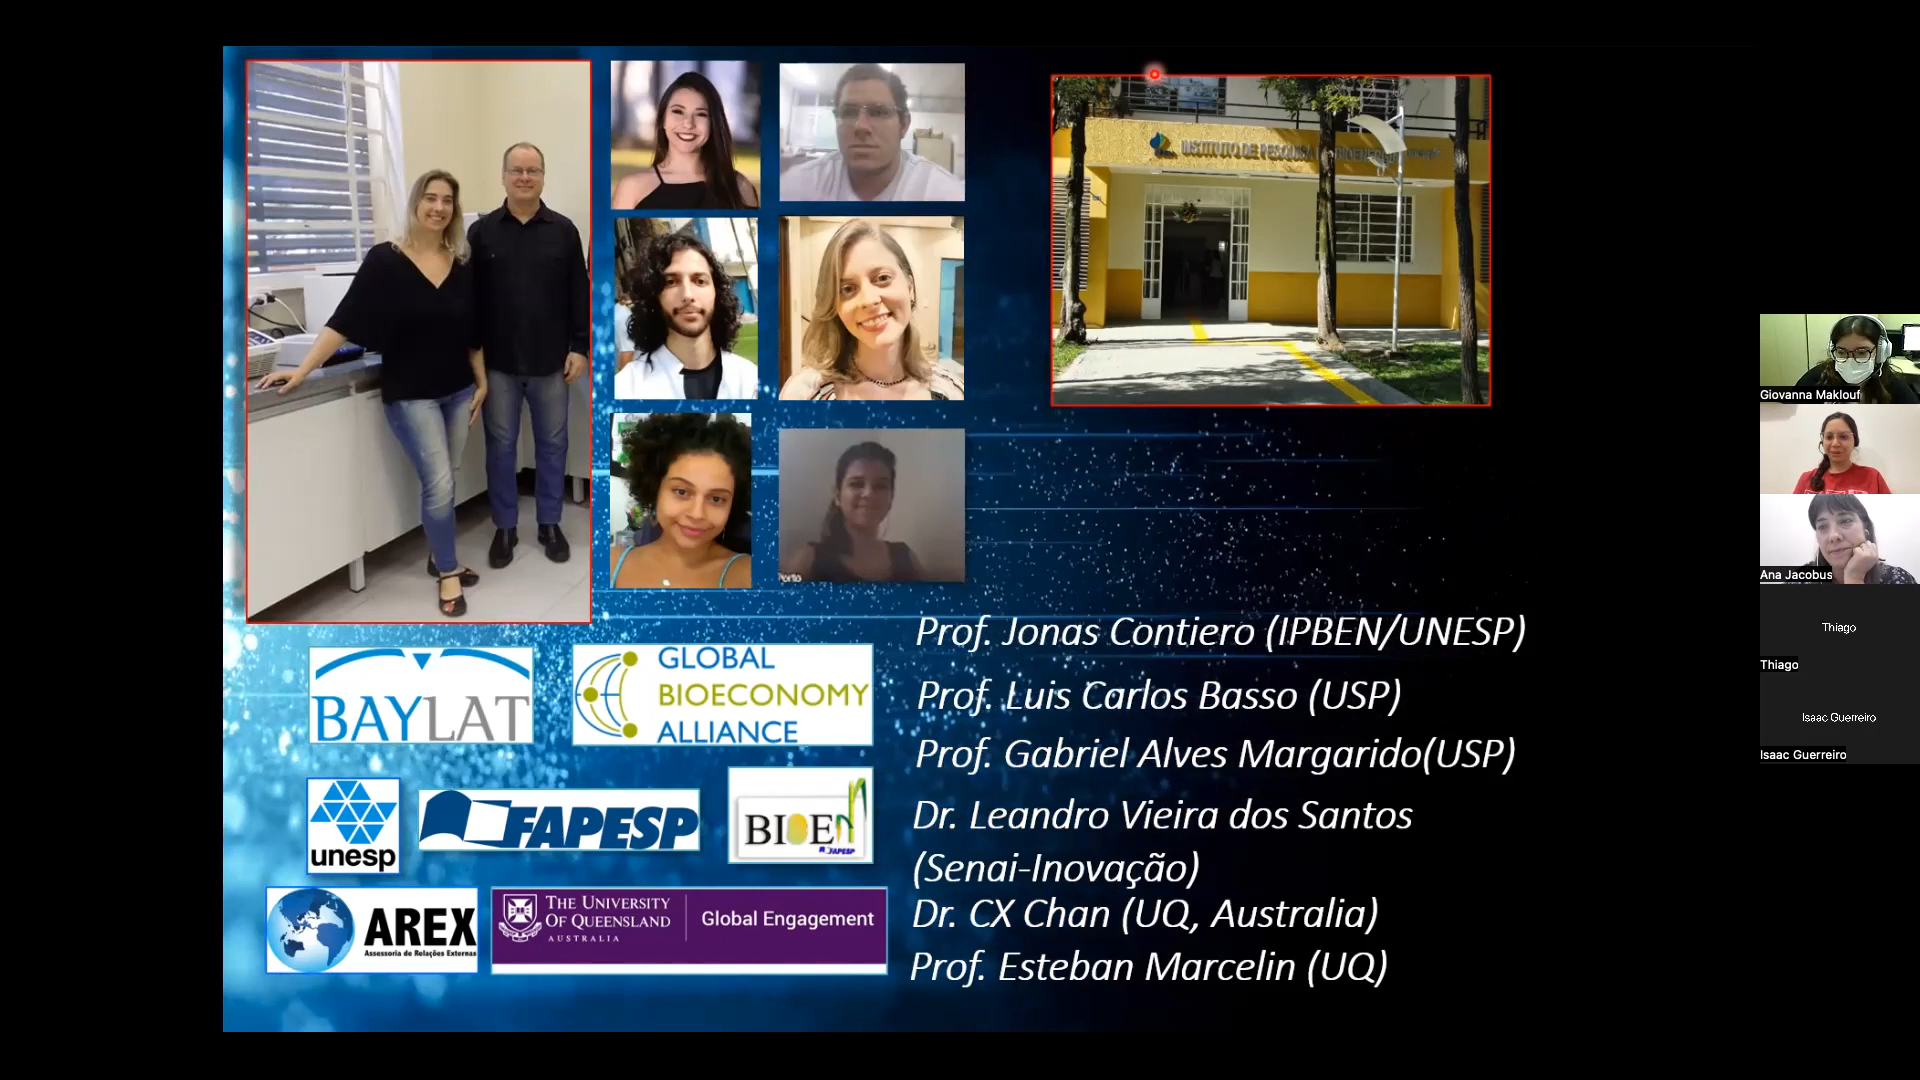 INSTITUTO DE PESQUISA
Porto
BAYLAT
GLOBAL
BIOECONOMY
ALLIANCE
unesp
FAPESP
BIOEN
FAPESP
AREX
Assessoria de Relações Externas
THE UNIVERSITY
OF QUEENSLAND
AUSTRALIA
Global Engagement
Prof. Jonas Contiero (IPBEN/UNESP)
Prof. Luis Carlos Basso (USP)
Prof. Gabriel Alves Margarido(USP)
Dr. Leandro Vieira dos Santos
(Senai-Inovação)
Dr. CX Chan (UQ, Australia)
Prof. Esteban Marcelin (UQ)
Giovanna Maklouf
Ana Jacobus
Thiago
Thiago
Isaac Guerreiro
Isaac Guerreiro